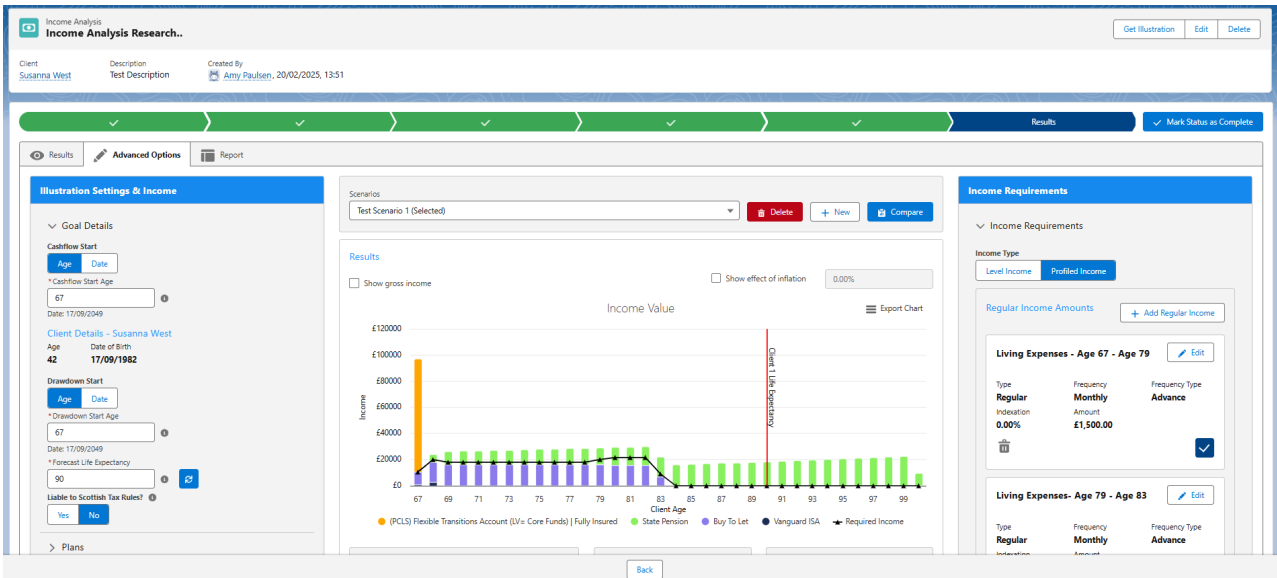 Income Analysis
Income Analysis Research..
Get Illustration Edit Delete
Client Description Created By
Susanna West Test Description Amy Paulsen, 20/02/2025, 13:51
Results Mark Status as Complete
Results Advanced Options Report
Illustration Settings & Income
Goal Details
Cashflow Start
Age Date
*Cashflow Start Age
67
Date: 17/09/2049
Client Details - Susanna West
Age Date of Birth
42 17/09/1982
Drawdown Start
Age Date
*Drawdown Start Age
67
Date: 17/09/2049
*Forecast Life Expectancy
90
Liable to Scottish Tax Rules?
Yes No
Plans
Scenarios
Test Scenario 1 (Selected)
Delete + New Compare
Results
Show gross income
Show effect of inflation 0.00%
Income Value
Export Chart
£120000
£100000
£80000
£60000
£40000
£20000
£0
Income
Client 1 Life Expectancy
67 69 71 73 75 77 79 81 83 85 87 89 91 93 95 97 99
Client Age
(PCLS) Flexible Transitions Account (LV= Core Funds) | Fully Insured State Pension Buy To Let Vanguard ISA Required Income
Income Requirements
Income Requirements
Income Type
Level Income Profiled Income
Regular Income Amounts
+ Add Regular Income
Living Expenses - Age 67 - Age 79 Edit
Type Frequency Frequency Type
Regular Monthly Advance
Indexation Amount
0.00% £1,500.00
Living Expenses- Age 79 - Age 83 Edit
Type Frequency Frequency Type
Regular Monthly Advance
Indexation Amount
Back